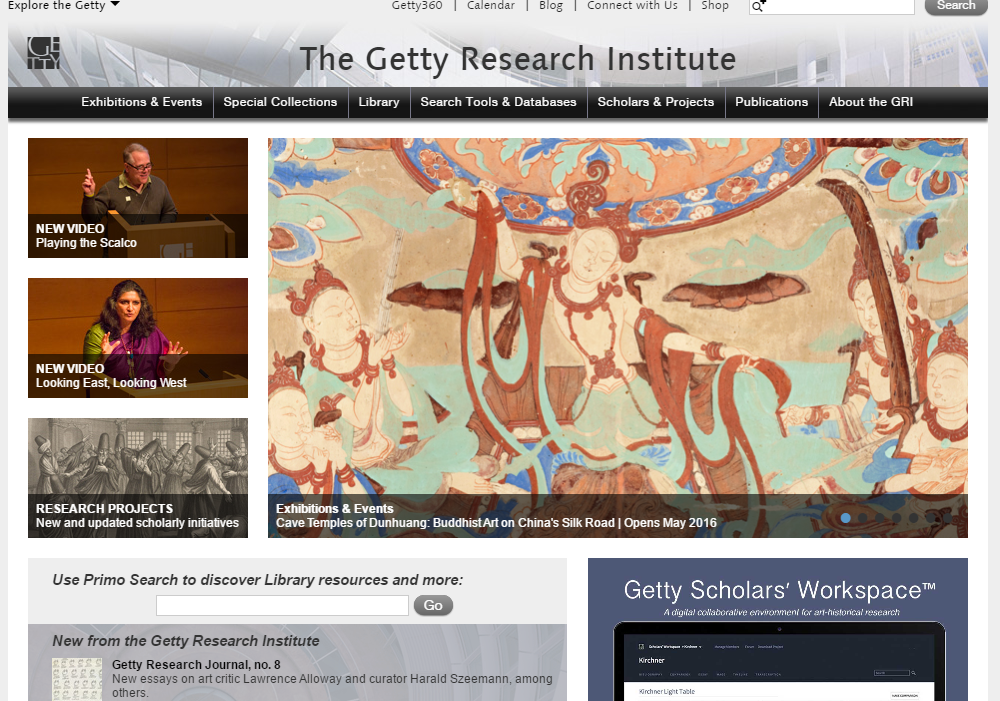 Explore the Getty
Getty360 | Calendar | Blog | Connect with Us | Shop
Search
GETTY
The Getty Research Institute
Exhibitions & Events
Special Collections
Library
Search Tools & Databases
Scholars & Projects
Publications
About the GRI
NEW VIDEO
Playing the Scalco
NEW VIDEO
Looking East, Looking West
RESEARCH PROJECTS
New and updated scholarly initiatives
Exhibitions & Events
Cave Temples of Dunhuang: Buddhist Art on China's Silk Road | Opens May 2016
Use Primo Search to discover Library resources and more:
Go
New from the Getty Research Institute
Getty Research Journal, no. 8
New essays on art critic Lawrence Alloway and curator Harald Szeemann, among
others.
Getty Scholars' Workspace™
A digital collaborative environment for art-historical research
Kirchner
Kirchner Light Table